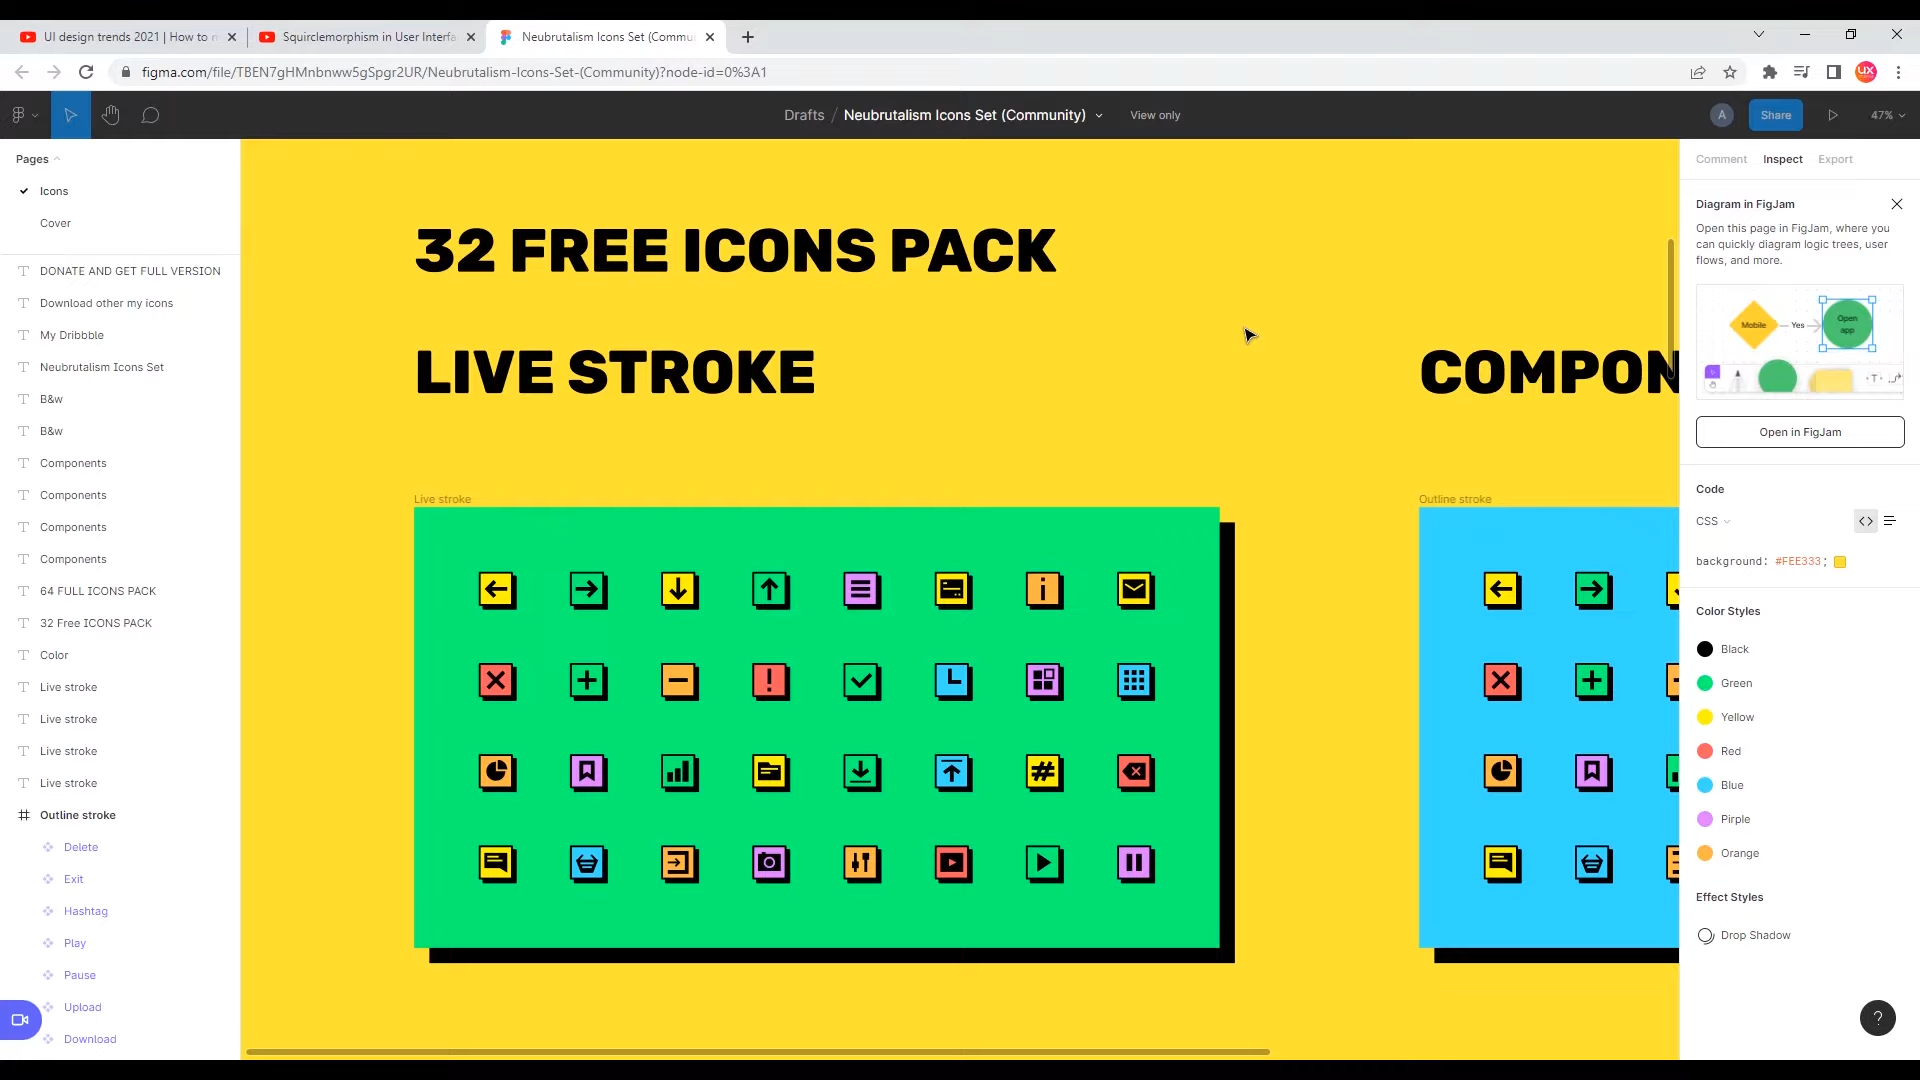 UI design trends 2021 | How to
Squirclemorphism in User Interfa
Neubrutalism Icons Set (Commu
figma.com/file/TBEN7gHMnbnww5gSpgr2UR/Neubrutalism-Icons-Set-(Community)?node-id=0%3A1
Drafts / Neubrutalism Icons Set (Community)
View only
A
Share
47%
Pages
Icons
Cover
DONATE AND GET FULL VERSION
Download other my icons
My Dribbble
Neubrutalism Icons Set
B&w
B&w
Components
Components
Components
Components
64 FULL ICONS PACK
32 Free ICONS PACK
Color
Live stroke
Live stroke
Live stroke
Live stroke
Outline stroke
Delete
Exit
Hashtag
Play
Pause
Upload
Download
32 FREE ICONS PACK
LIVE STROKE
COMPON
Live stroke
Outline stroke
Comment Inspect Export
Diagram in FigJam
Open this page in FigJam, where you
can quickly diagram logic trees, user
flows, and more.
Mobile
Yes
Open
app
Open in FigJam
Code
CSS
background: #FEE333;
Color Styles
Black
Green
Yellow
Red
Blue
Pirple
Orange
Effect Styles
Drop Shadow
?